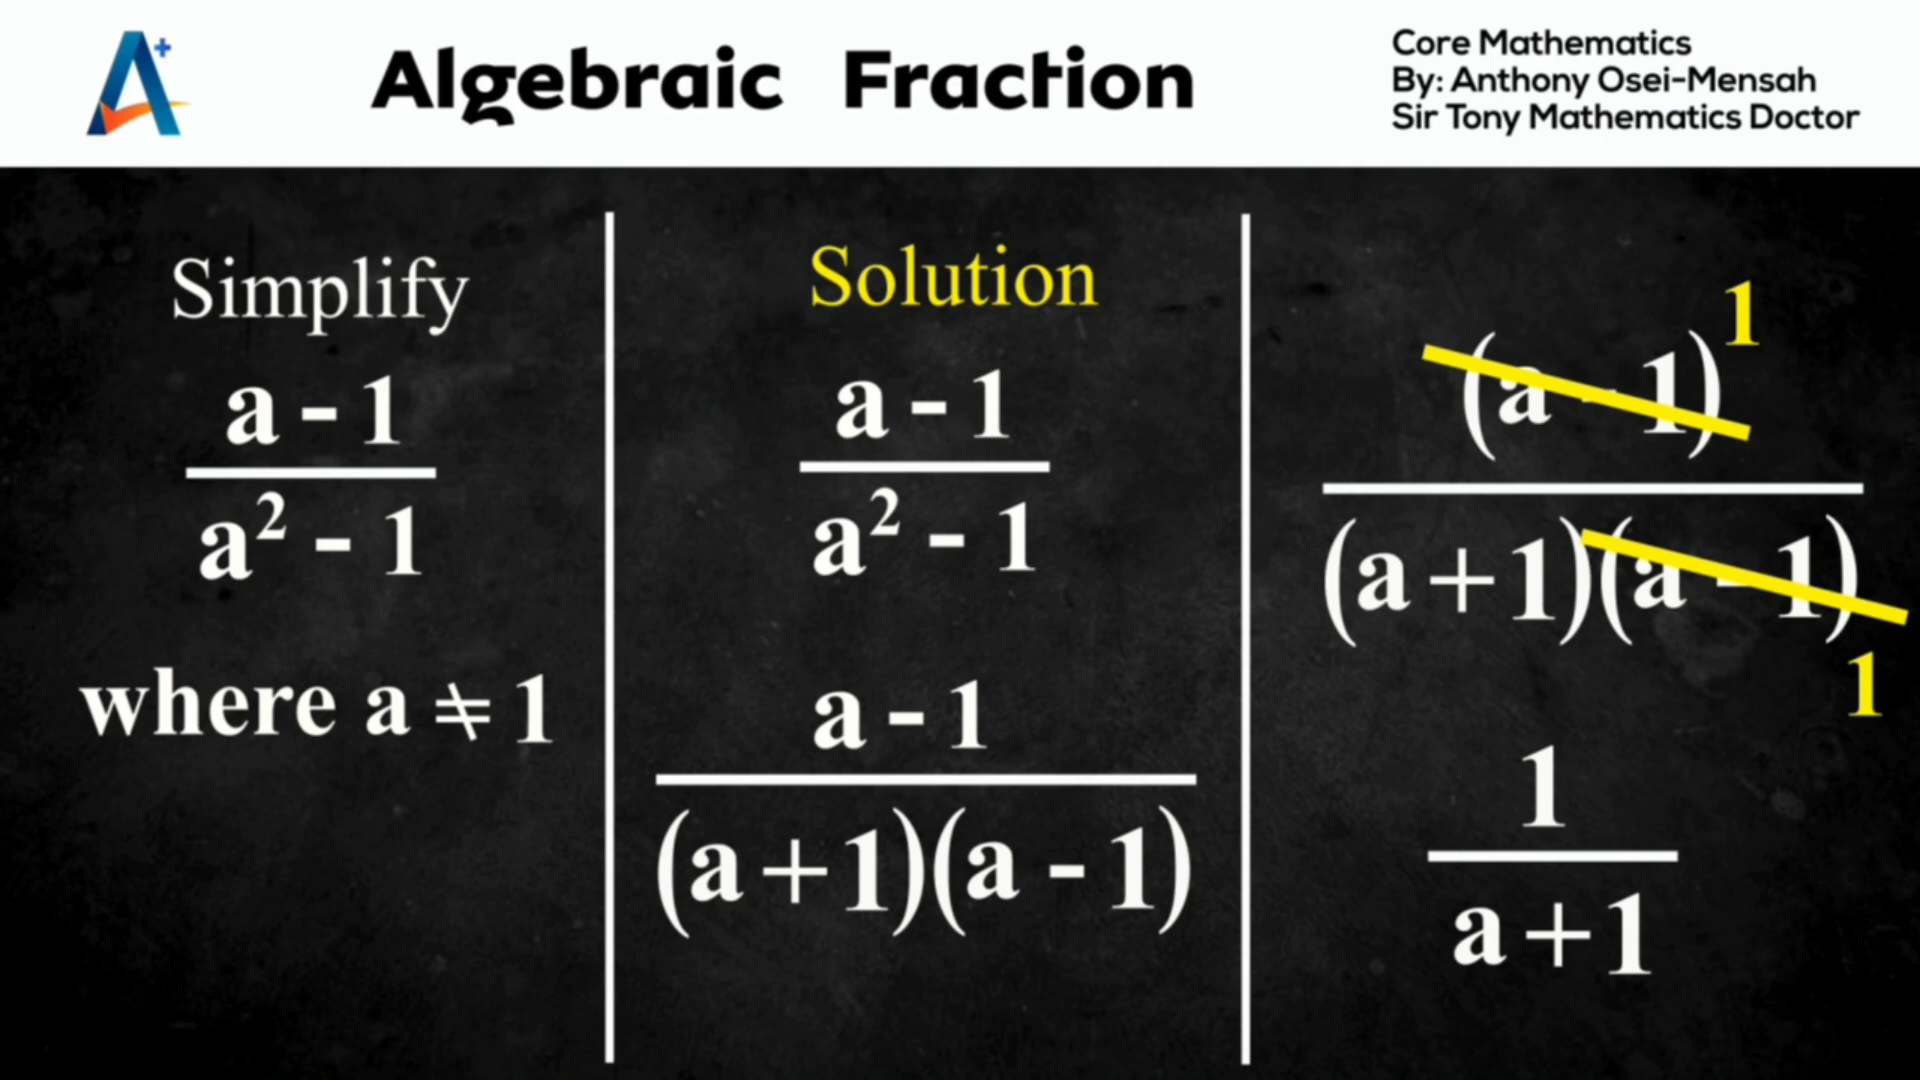 Algebraic Fraction
Core Mathematics
By: Anthony Osei-Mensah
Sir Tony Mathematics Doctor
Simplify
a - 1
a² - 1
where a ≠ 1
Solution
a - 1
a² - 1
a - 1
(a + 1)(a - 1)
(a - 1) 1
(a + 1)(a - 1)
1
1
a + 1